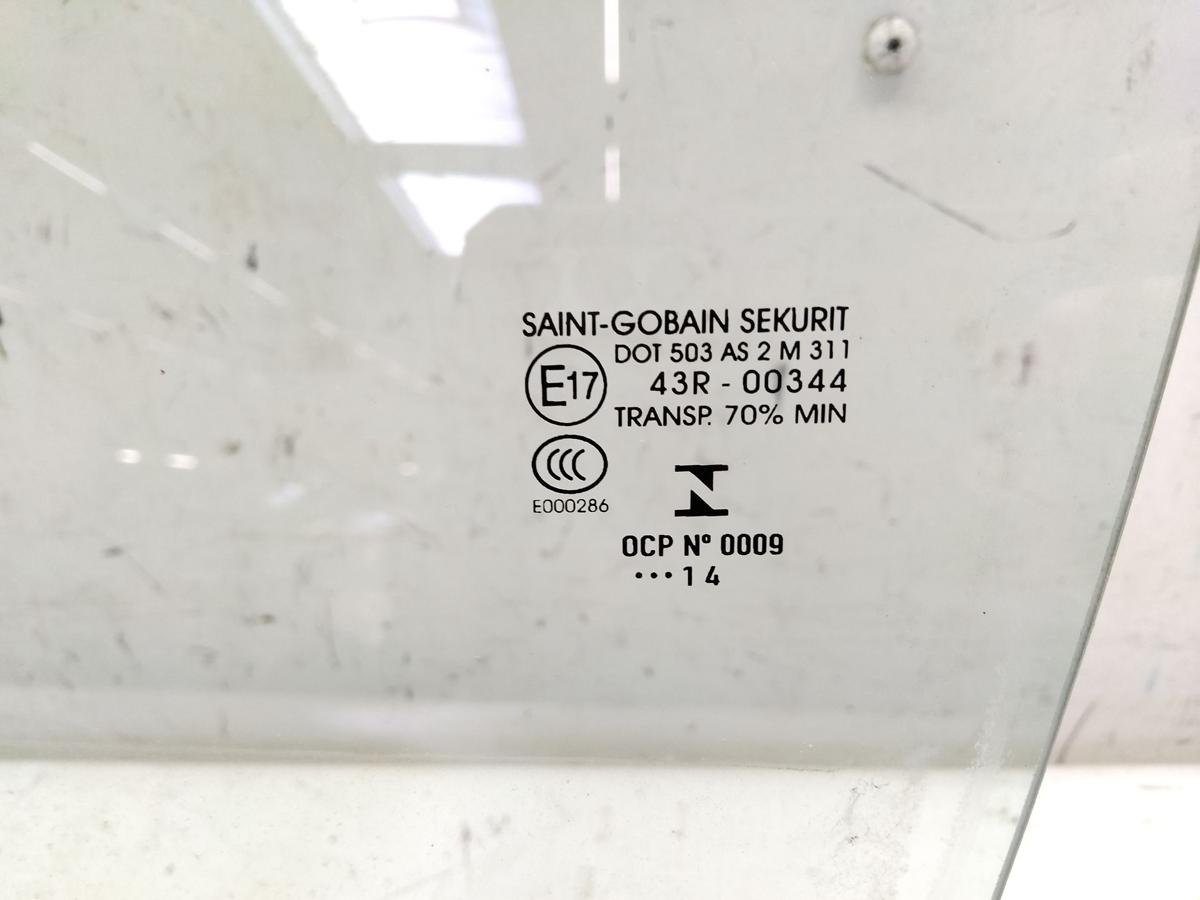 SAINT-GOBAIN SEKURIT
DOT 503 AS 2 M 311
E17
43R - 00344
TRANSP. 70% MIN
CCC
E000286
N
OCP Nº 0009
•••14